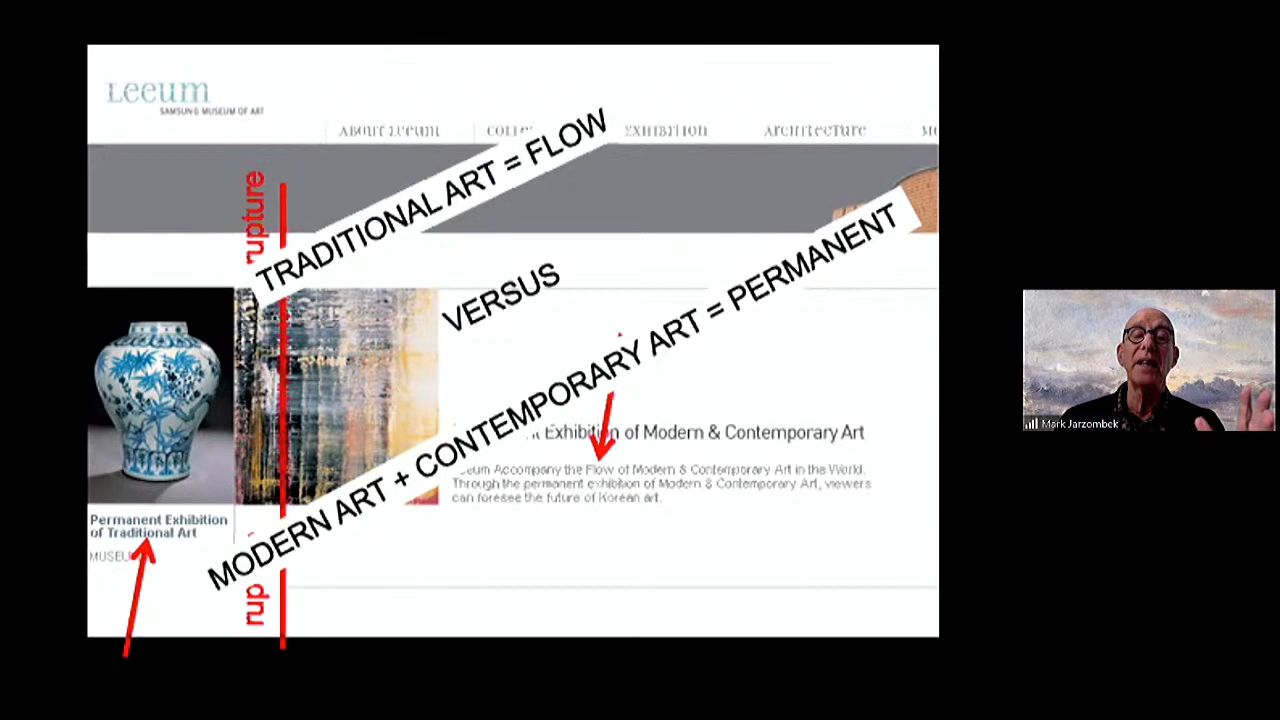 Leeum
SAMSUNG MUSEUM OF ART
ABOUT Leeum
EXHIBITION
ARCHITECTURE
rupture
TRADITIONAL ART = FLOW
VERSUS
MODERN ART + CONTEMPORARY ART = PERMANENT
Exhibition of Modern & Contemporary Art
Accompany the Flow of Modern & Contemporary Art in the World.
Through the permanent exhibition of Modern & Contemporary Art, viewers
can foresee the future of Korean art.
Permanent Exhibition
of Traditional Art
rup
Mark Jarzombek